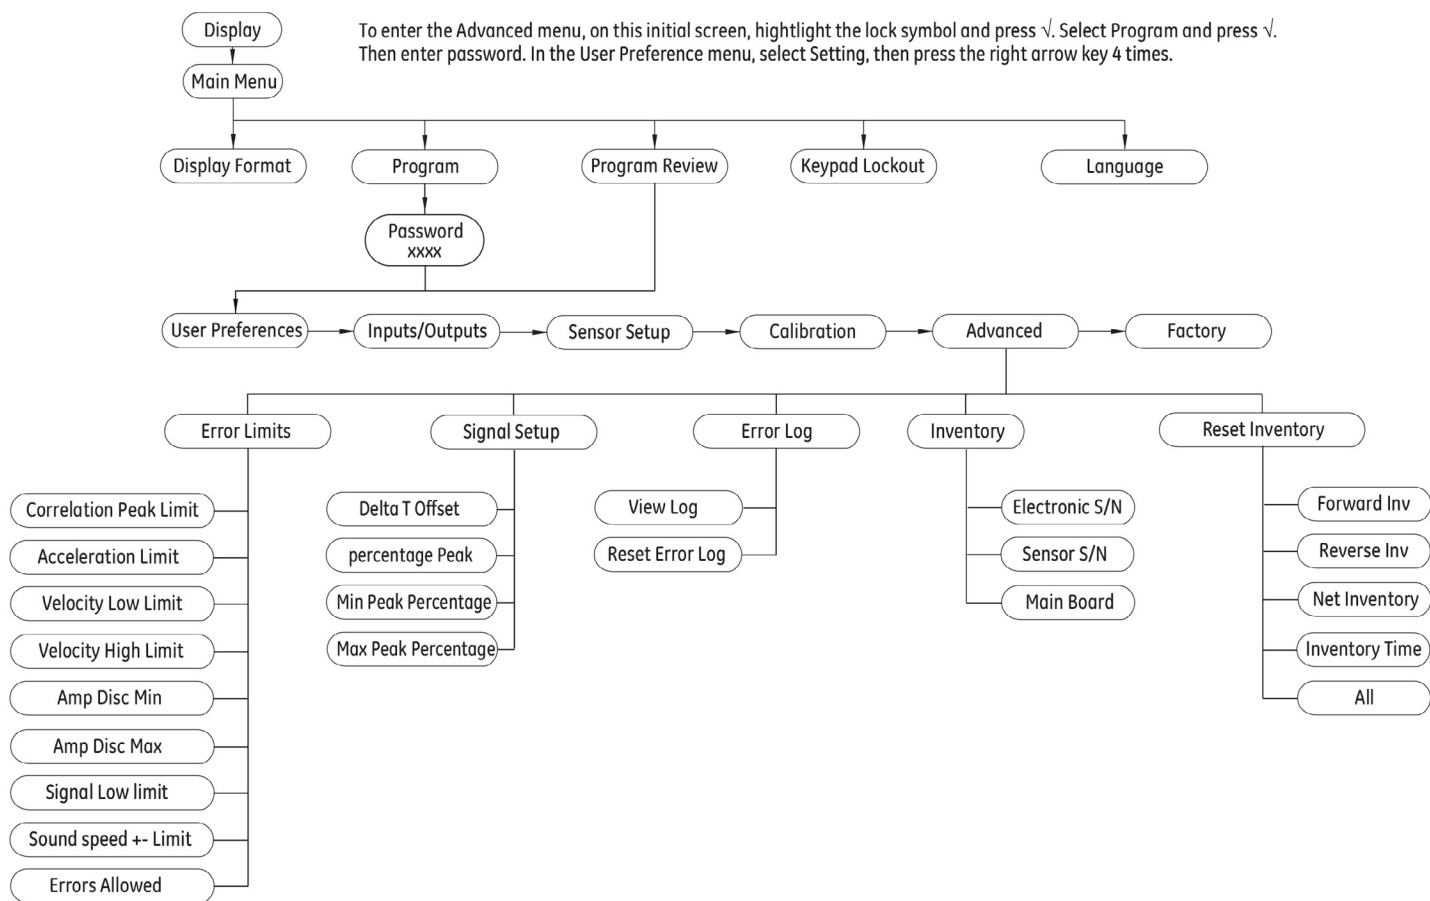 Display
To enter the Advanced menu, on this initial screen, hightlight the lock symbol and press √. Select Program and press √.
Then enter password. In the User Preference menu, select Setting, then press the right arrow key 4 times.
Main Menu
Display Format
Program
Program Review
Keypad Lockout
Language
Password
xxxx
User Preferences
Inputs/Outputs
Sensor Setup
Calibration
Advanced
Factory
Error Limits
Signal Setup
Error Log
Inventory
Reset Inventory
Correlation Peak Limit
Acceleration Limit
Velocity Low Limit
Velocity High Limit
Amp Disc Min
Amp Disc Max
Signal Low limit
Sound speed +- Limit
Errors Allowed
Delta T Offset
percentage Peak
Min Peak Percentage
Max Peak Percentage
View Log
Reset Error Log
Electronic S/N
Sensor S/N
Main Board
Forward Inv
Reverse Inv
Net Inventory
Inventory Time
All